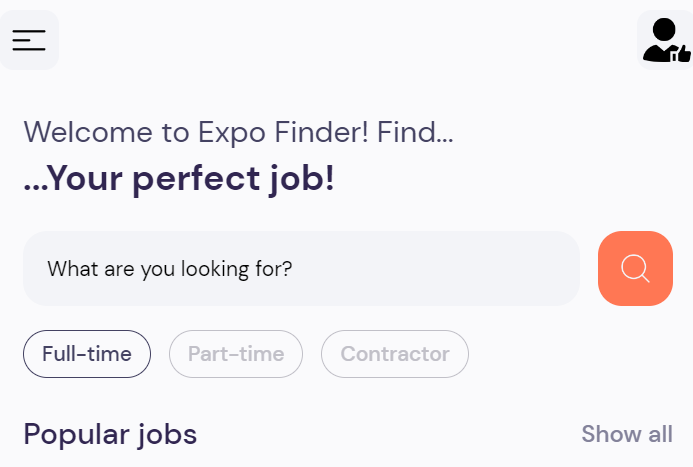 Welcome to Expo Finder! Find...
...Your perfect job!
What are you looking for?
Full-time Part-time Contractor
Popular jobs Show all